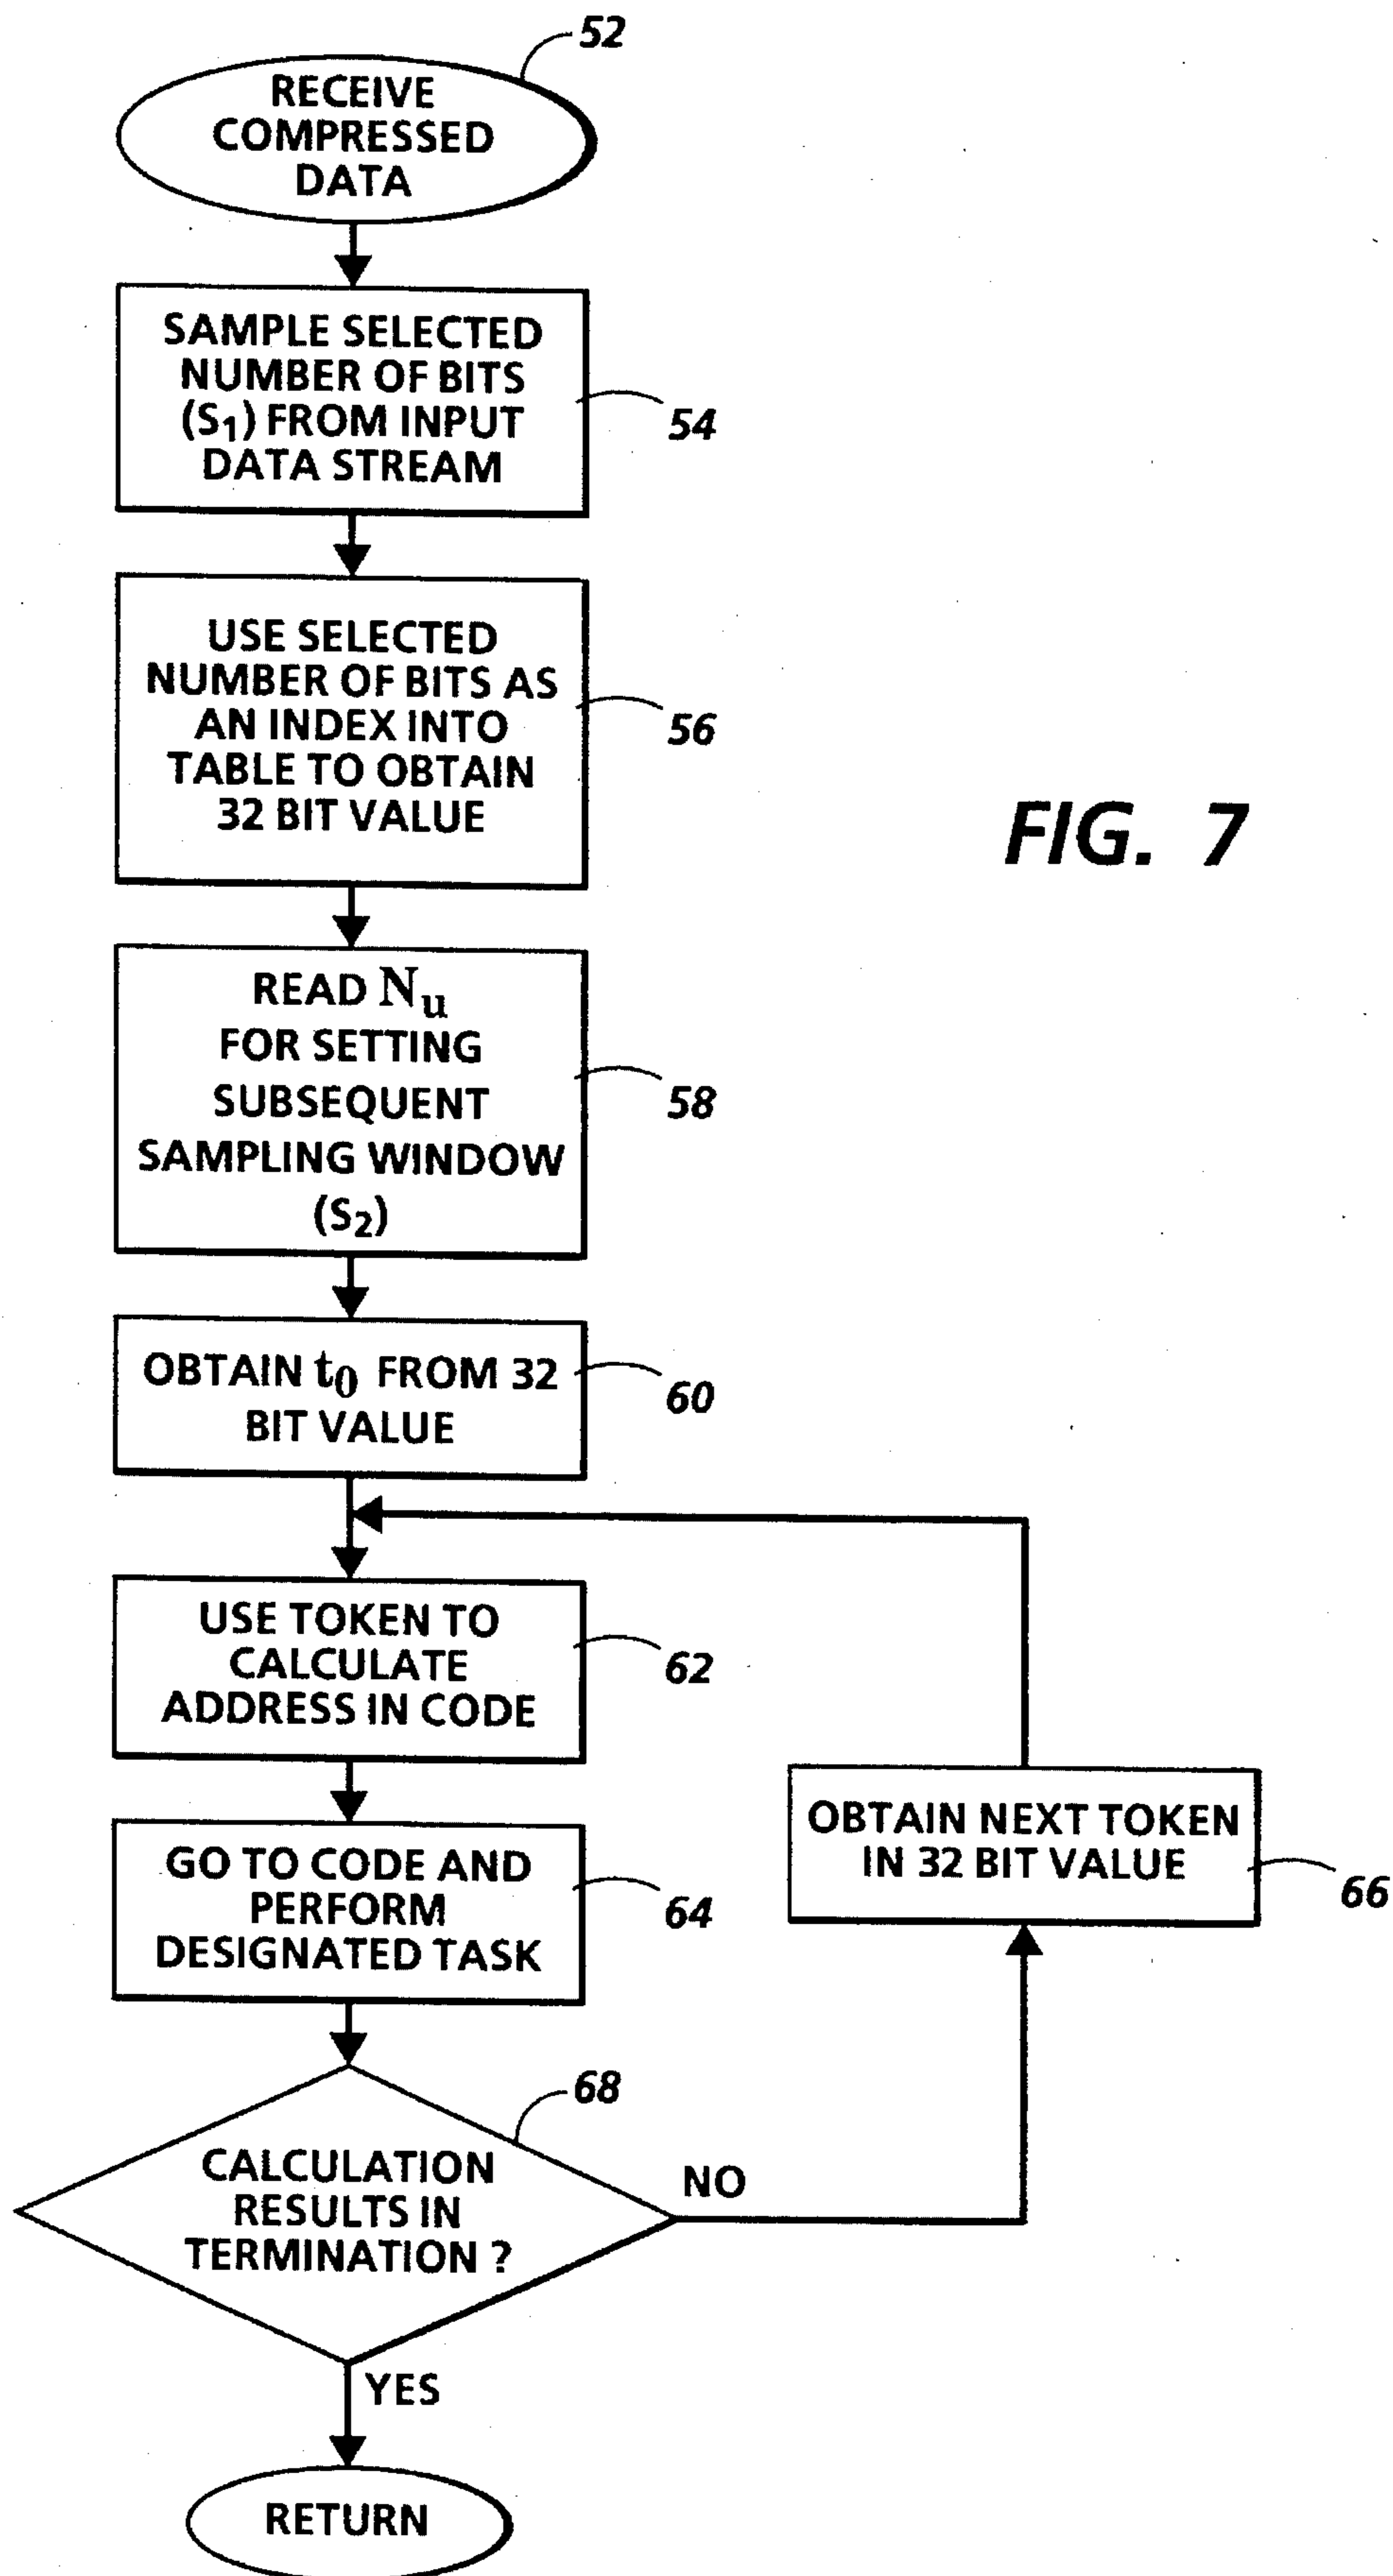 52
RECEIVE
COMPRESSED
DATA
SAMPLE SELECTED
NUMBER OF BITS
(S₁) FROM INPUT
DATA STREAM
54
USE SELECTED
NUMBER OF BITS AS
AN INDEX INTO
TABLE TO OBTAIN
32 BIT VALUE
56
FIG. 7
READ Nᵤ
FOR SETTING
SUBSEQUENT
SAMPLING WINDOW
(S₂)
58
OBTAIN t₀ FROM 32
BIT VALUE
60
USE TOKEN TO
CALCULATE
ADDRESS IN CODE
62
GO TO CODE AND
PERFORM
DESIGNATED TASK
64
OBTAIN NEXT TOKEN
IN 32 BIT VALUE
66
68
CALCULATION
RESULTS IN
TERMINATION ?
NO
YES
RETURN